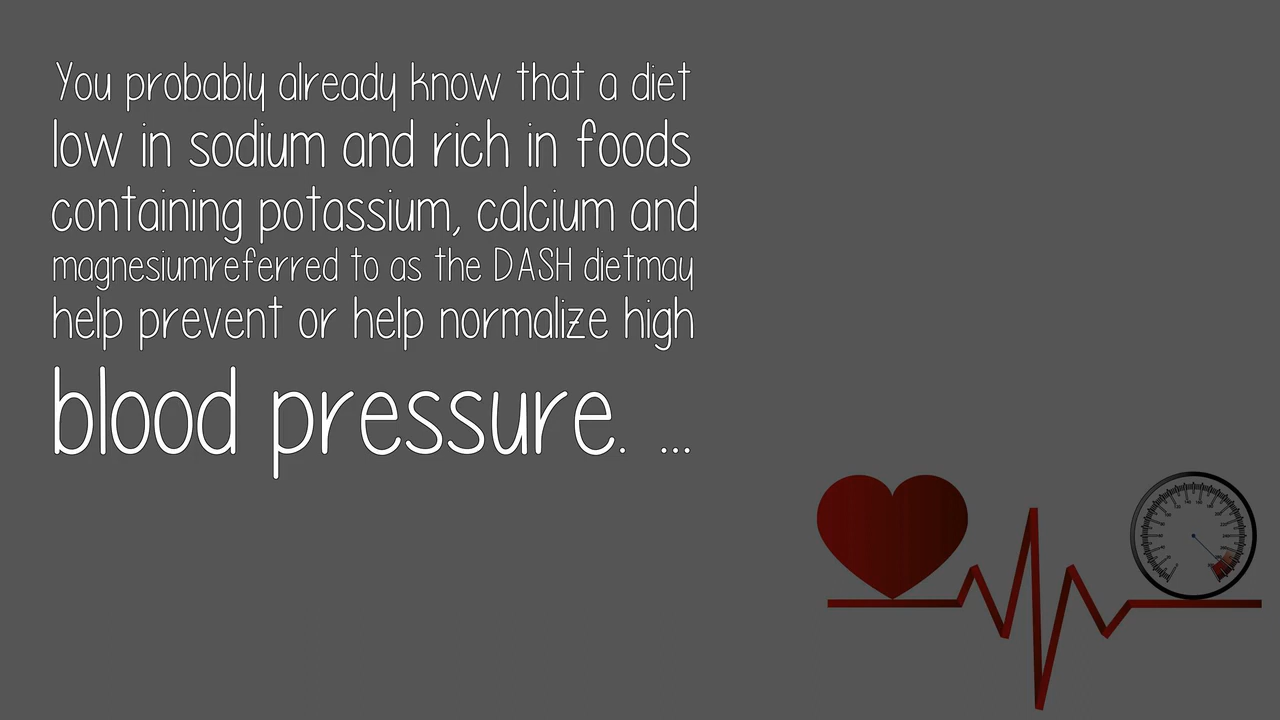 You probably already know that a diet
low in sodium and rich in foods
containing potassium, calcium and
magnesiumreferred to as the DASH dietmay
help prevent or help normalize high
blood pressure. ...